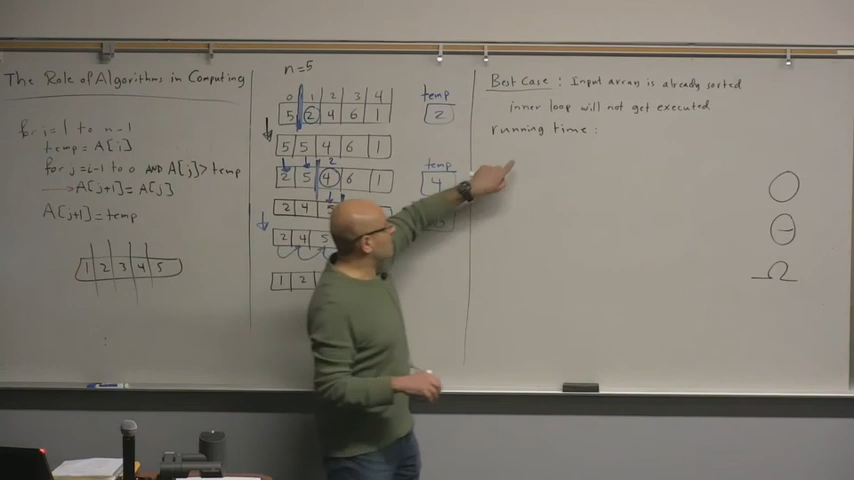 The Role of Algorithms in Computing
for i=1 to n-1
temp = A[i]
for j=i-1 to 0 AND A[j]> temp
→A[j+1] = A[j]
A[j+1]=temp
1 2 3 4 5
n=5
0 1 2 3 4
5 2 4 6 1
temp
2
5 5 4 6 1
2
2 5 4 6 1
temp
4
2 4
2 4 5
1 2
Best Case : Input array is already sorted
inner loop will not get executed
running time :
O
Θ
Ω